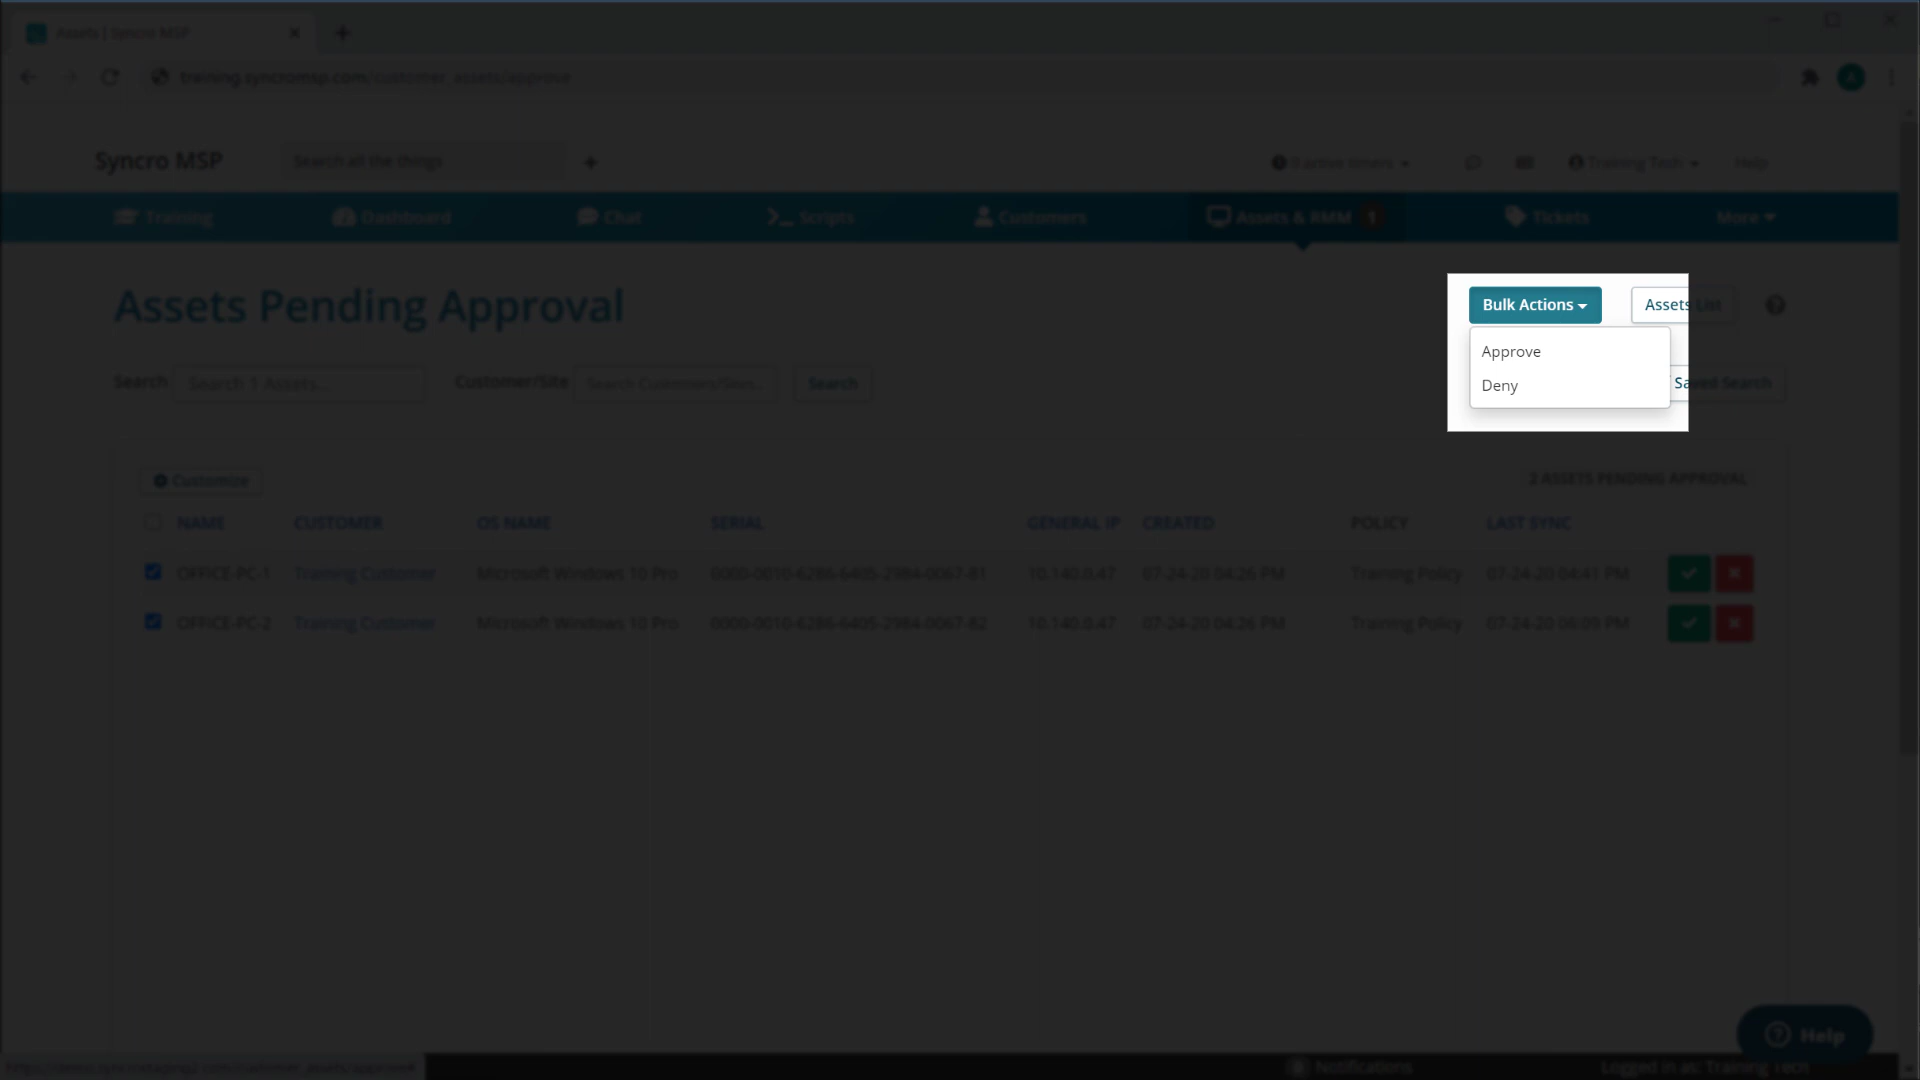 Assets | Syncro MSP
training.syncromsp.com/customer_assets/approve
Syncro MSP
Search all the things
0 active timers
Training Tech
Help
Training
Dashboard
Chat
Scripts
Customers
Assets & RMM 1
Tickets
More
Assets Pending Approval
Bulk Actions
Assets List
Approve
Deny
Search
Search 1 Assets...
Customer/Site
Search Customers/Sites..
Search
Saved Search
Customize
2 ASSETS PENDING APPROVAL
NAME CUSTOMER OS NAME SERIAL GENERAL IP CREATED POLICY LAST SYNC
OFFICE-PC-1 Training Customer Microsoft Windows 10 Pro 0000-0010-6286-6405-2984-0067-81 10.140.0.47 07-24-20 04:26 PM Training Policy 07-24-20 04:41 PM
OFFICE-PC-2 Training Customer Microsoft Windows 10 Pro 0000-0010-6286-6405-2984-0067-82 10.140.0.47 07-24-20 04:26 PM Training Policy 07-24-20 06:09 PM
Help
Notifications
Logged in as: Training Tech